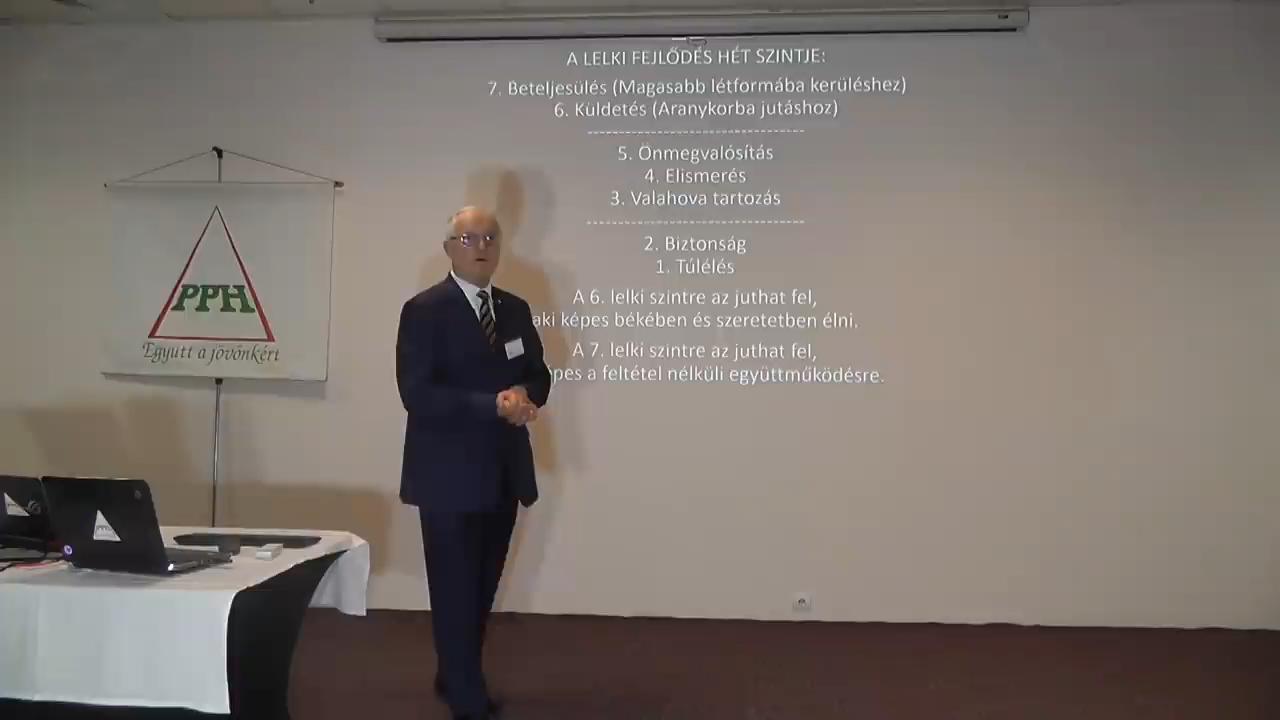 A LELKI FEJLŐDÉS HÉT SZINTJE:
7. Beteljesülés (Magasabb létformába kerüléshez)
6. Küldetés (Aranykorba jutáshoz)
--------------------------------
5. Önmegvalósítás
4. Elismerés
3. Valahova tartozás
--------------------------------
2. Biztonság
1. Túlélés
A 6. lelki szintre az juthat fel,
aki képes békében és szeretetben élni.
A 7. lelki szintre az juthat fel,
a feltétel nélküli együttműködésre.
PPH
Együtt a jövőnkért